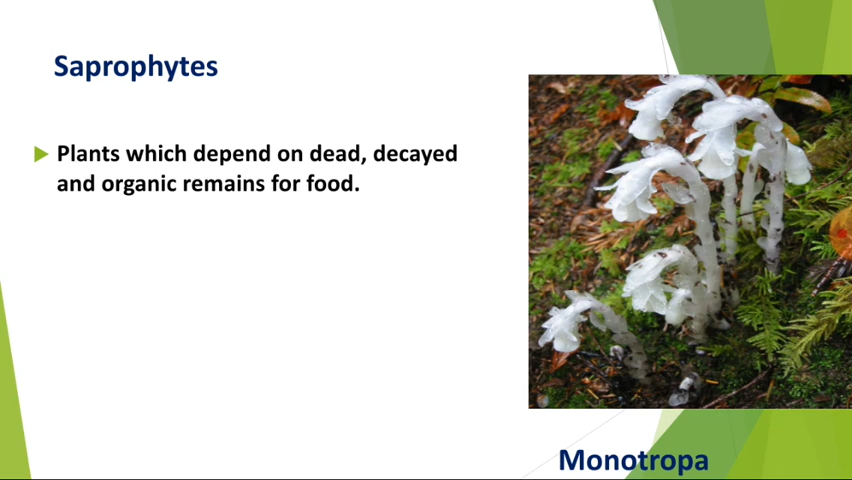 Saprophytes
Plants which depend on dead, decayed
and organic remains for food.
Monotropa